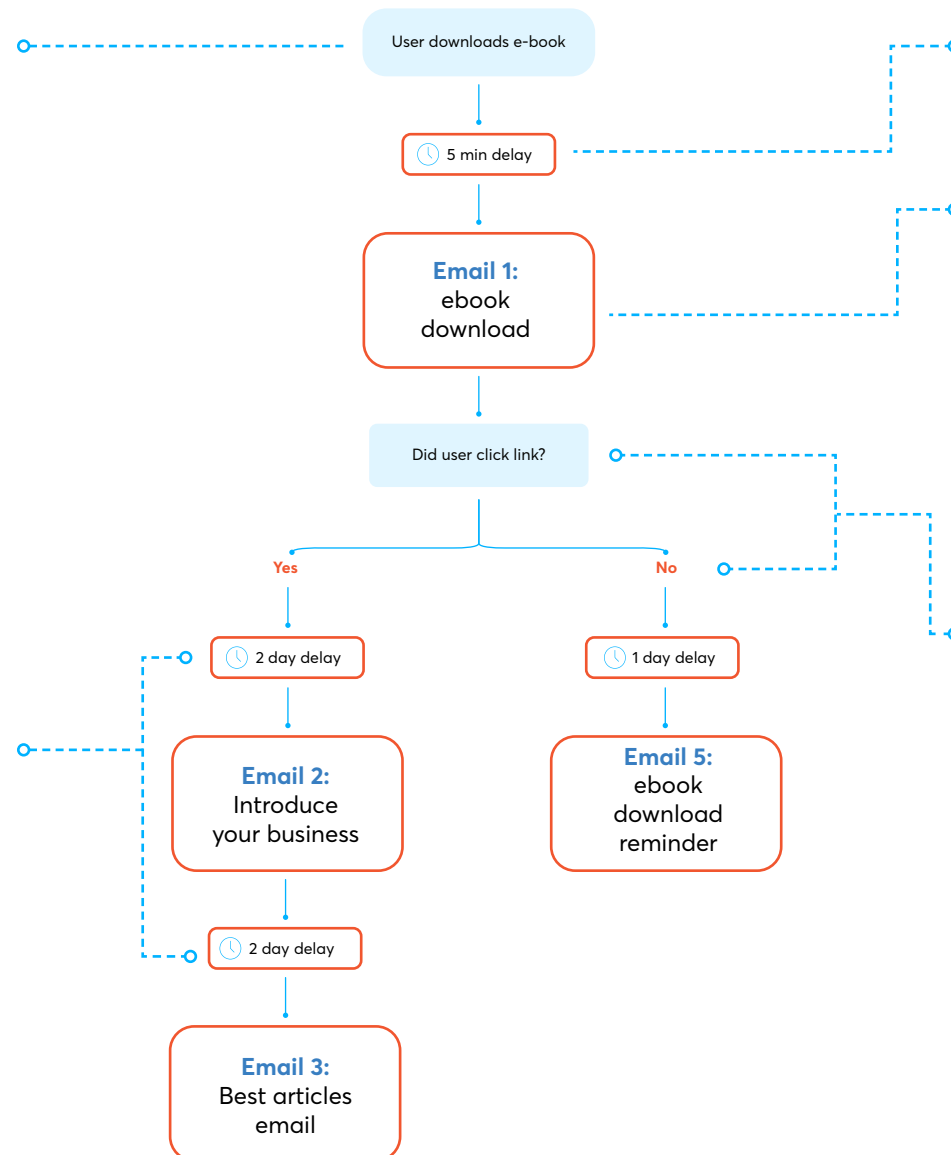 User downloads e-book
5 min delay
Email 1:
ebook
download
Did user click link?
Yes
No
2 day delay
1 day delay
Email 2:
Introduce
your business
Email 5:
ebook
download
reminder
2 day delay
Email 3:
Best articles
email